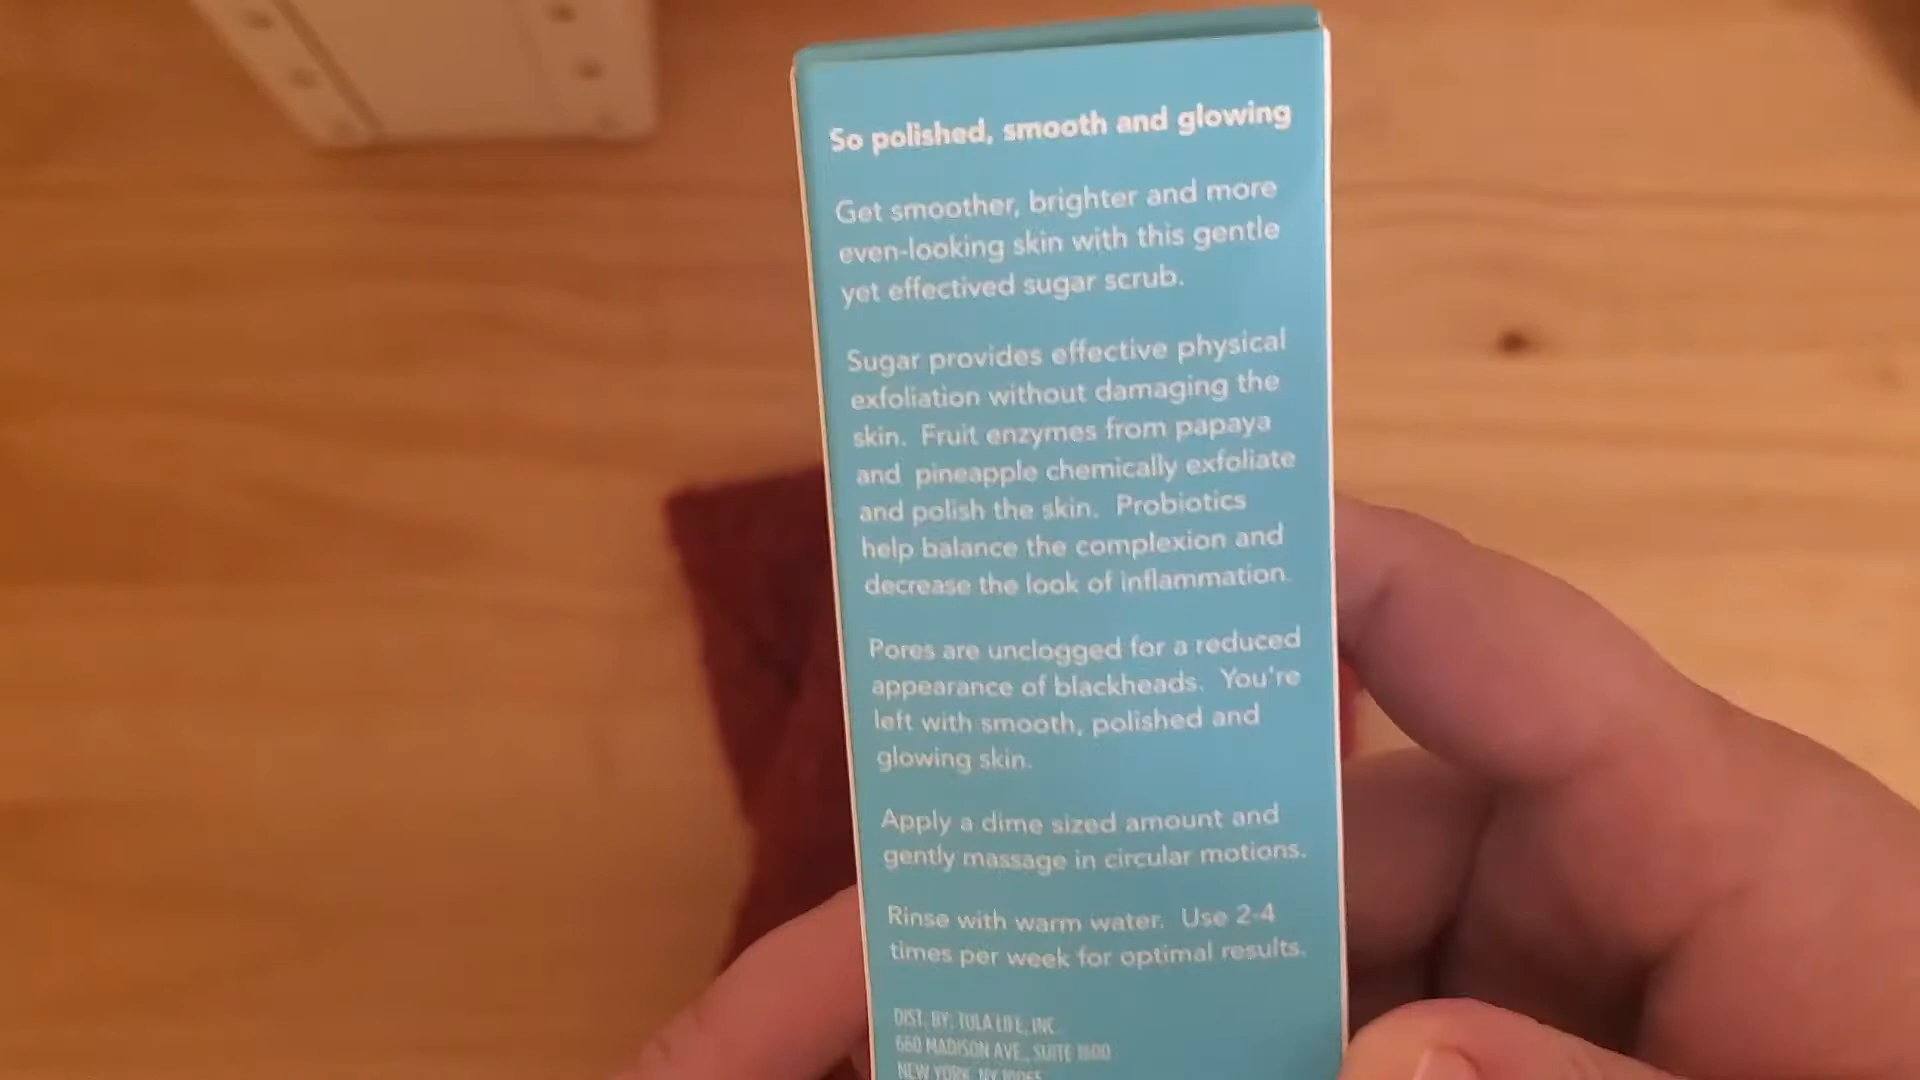 So polished, smooth and glowing
Get smoother, brighter and more
even-looking skin with this gentle
yet effectived sugar scrub.
Sugar provides effective physical
exfoliation without damaging the
skin. Fruit enzymes from papaya
and pineapple chemically exfoliate
and polish the skin. Probiotics
help balance the complexion and
decrease the look of inflammation.
Pores are unclogged for a reduced
appearance of blackheads. You're
left with smooth, polished and
glowing skin.
Apply a dime sized amount and
gently massage in circular motions.
Rinse with warm water. Use 2-4
times per week for optimal results.
DIST. BY: TULA LIFE, INC.
660 MADISON AVE., SUITE 1600
NEW YORK, NY 10065